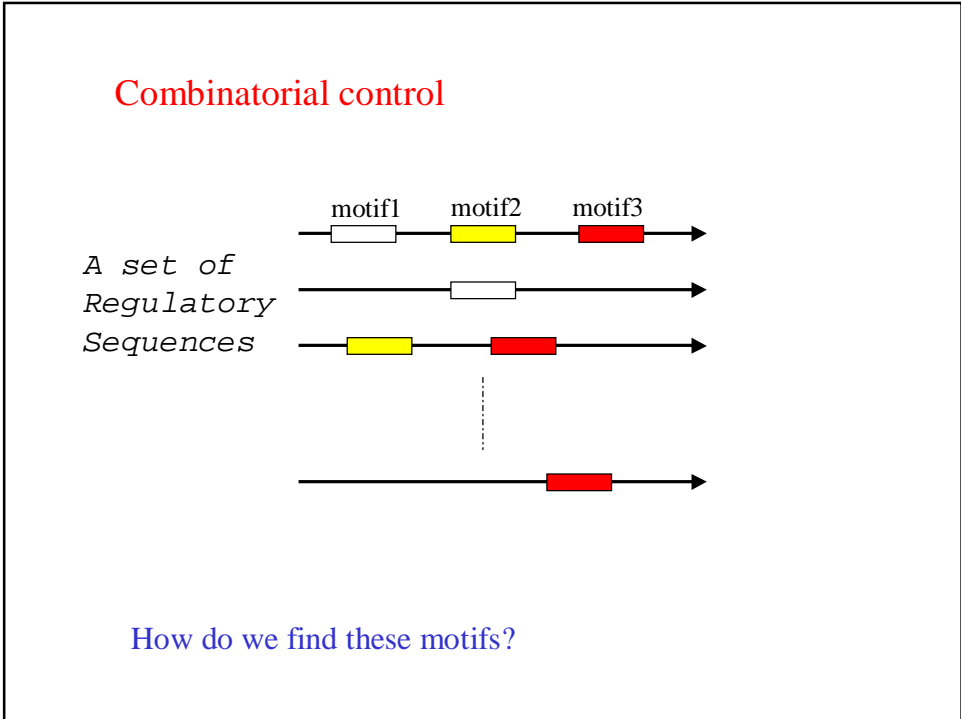 Combinatorial control
motif1 motif2 motif3
A set of
Regulatory
Sequences
How do we find these motifs?